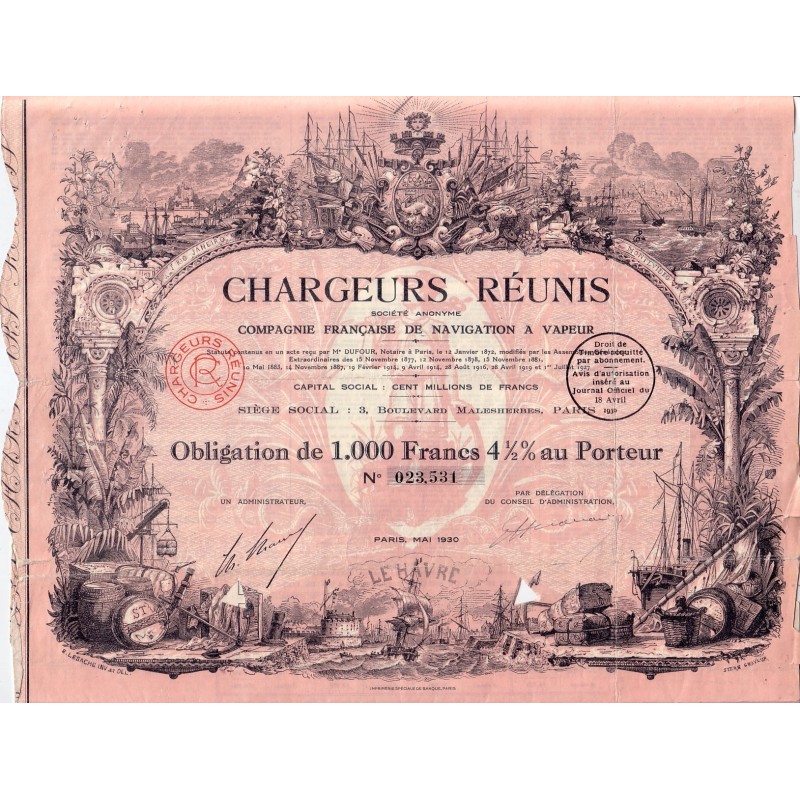 RIO DE JANEIRO
CHARGEURS RÉUNIS
SOCIÉTÉ ANONYME
COMPAGNIE FRANÇAISE DE NAVIGATION A VAPEUR
Statuts contenus en un acte reçu par Me DUFOUR, Notaire à Paris, le 12 Janvier 1872, modifiés par les Assemblées
Extraordinaires des 15 Novembre 1877, 12 Novembre 1878, 15 Novembre 1881,
Mai 1883, 14 Novembre 1887, 19 Février 1914, 9 Avril 1914, 28 Août 1916, 28 Avril 1919 et 1er Juillet 1927
CAPITAL SOCIAL : CENT MILLIONS DE FRANCS
SIÈGE SOCIAL : 3, BOULEVARD MALESHERBES, PARIS
CHARGEURS RÉUNIS
CR
Droit de
Timbre acquitté
par abonnement.
Avis d'autorisation
inséré au
Journal Officiel du
18 Avril
1930
Obligation de 1.000 Francs 4 ½% au Porteur
No 023,531
UN ADMINISTRATEUR,
PAR DÉLÉGATION
DU CONSEIL D'ADMINISTRATION,
PARIS, MAI 1930
LE HAVRE
STERN GRAVEUR
IMPRIMERIE SPÉCIALE DE BANQUE, PARIS